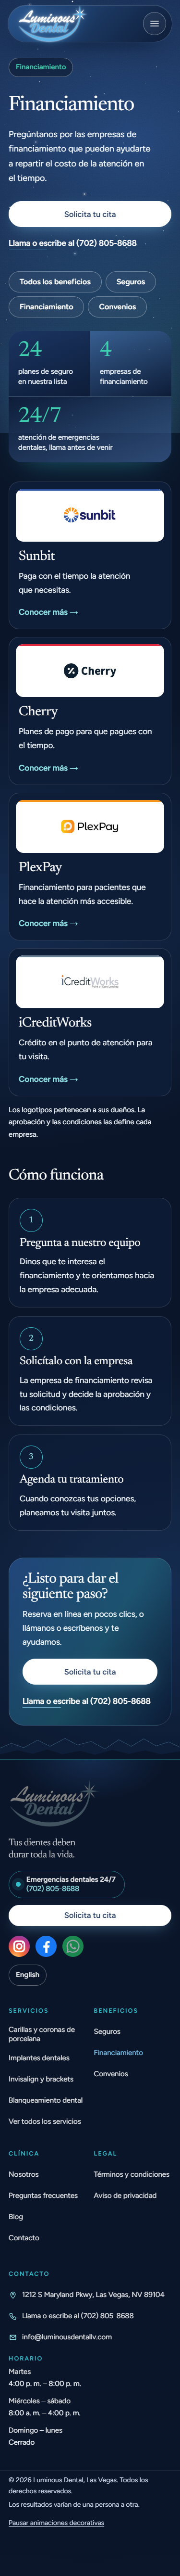 Luminous
Dental
Financiamiento
Financiamiento
Pregúntanos por las empresas de
financiamiento que pueden ayudarte
a repartir el costo de la atención en
el tiempo.
Solicita tu cita
Llama o escribe al (702) 805-8688
Todos los beneficios
Seguros
Financiamiento
Convenios
24
planes de seguro
en nuestra lista
4
empresas de
financiamiento
24/7
atención de emergencias
dentales, llama antes de venir
sunbit
Sunbit
Paga con el tiempo la atención
que necesitas.
Conocer más →
Cherry
Cherry
Planes de pago para que pagues con
el tiempo.
Conocer más →
PlexPay
PlexPay
Financiamiento para pacientes que
hace la atención más accesible.
Conocer más →
iCreditWorks
iCreditWorks
Crédito en el punto de atención para
tu visita.
Conocer más →
Los logotipos pertenecen a sus dueños. La
aprobación y las condiciones las define cada
empresa.
Cómo funciona
1
Pregunta a nuestro equipo
Dinos que te interesa el
financiamiento y te orientamos hacia
la empresa adecuada.
2
Solicítalo con la empresa
La empresa de financiamiento revisa
tu solicitud y decide la aprobación y
las condiciones.
3
Agenda tu tratamiento
Cuando conozcas tus opciones,
planeamos tu visita juntos.
¿Listo para dar el
siguiente paso?
Reserva en línea en pocos clics, o
llámanos o escríbenos y te
ayudamos.
Solicita tu cita
Llama o escribe al (702) 805-8688
Luminous
Dental
Tus dientes deben
durar toda la vida.
Emergencias dentales 24/7
(702) 805-8688
Solicita tu cita
English
SERVICIOS
Carillas y coronas de
porcelana
Implantes dentales
Invisalign y brackets
Blanqueamiento dental
Ver todos los servicios
BENEFICIOS
Seguros
Financiamiento
Convenios
CLÍNICA
Nosotros
Preguntas frecuentes
Blog
Contacto
LEGAL
Términos y condiciones
Aviso de privacidad
CONTACTO
1212 S Maryland Pkwy, Las Vegas, NV 89104
Llama o escribe al (702) 805-8688
info@luminousdentallv.com
HORARIO
Martes
4:00 p. m. – 8:00 p. m.
Miércoles – sábado
8:00 a. m. – 4:00 p. m.
Domingo – lunes
Cerrado
© 2026 Luminous Dental, Las Vegas. Todos los
derechos reservados.
Los resultados varían de una persona a otra.
Pausar animaciones decorativas